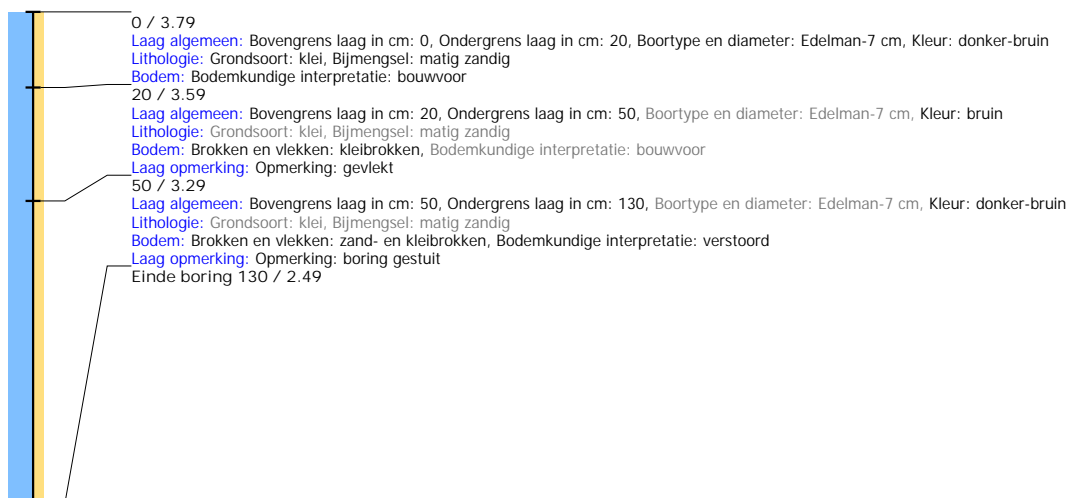 0 / 3.79
Laag algemeen: Bovengrens laag in cm: 0, Ondergrens laag in cm: 20, Boortype en diameter: Edelman-7 cm, Kleur: donker-bruin
Lithologie: Grondsoort: klei, Bijmengsel: matig zandig
Bodem: Bodemkundige interpretatie: bouwvoor
20 / 3.59
Laag algemeen: Bovengrens laag in cm: 20, Ondergrens laag in cm: 50, Boortype en diameter: Edelman-7 cm, Kleur: bruin
Lithologie: Grondsoort: klei, Bijmengsel: matig zandig
Bodem: Brokken en vlekken: kleibrokken, Bodemkundige interpretatie: bouwvoor
Laag opmerking: Opmerking: gevlekt
50 / 3.29
Laag algemeen: Bovengrens laag in cm: 50, Ondergrens laag in cm: 130, Boortype en diameter: Edelman-7 cm, Kleur: donker-bruin
Lithologie: Grondsoort: klei, Bijmengsel: matig zandig
Bodem: Brokken en vlekken: zand- en kleibrokken, Bodemkundige interpretatie: verstoord
Laag opmerking: Opmerking: boring gestuit
Einde boring 130 / 2.49